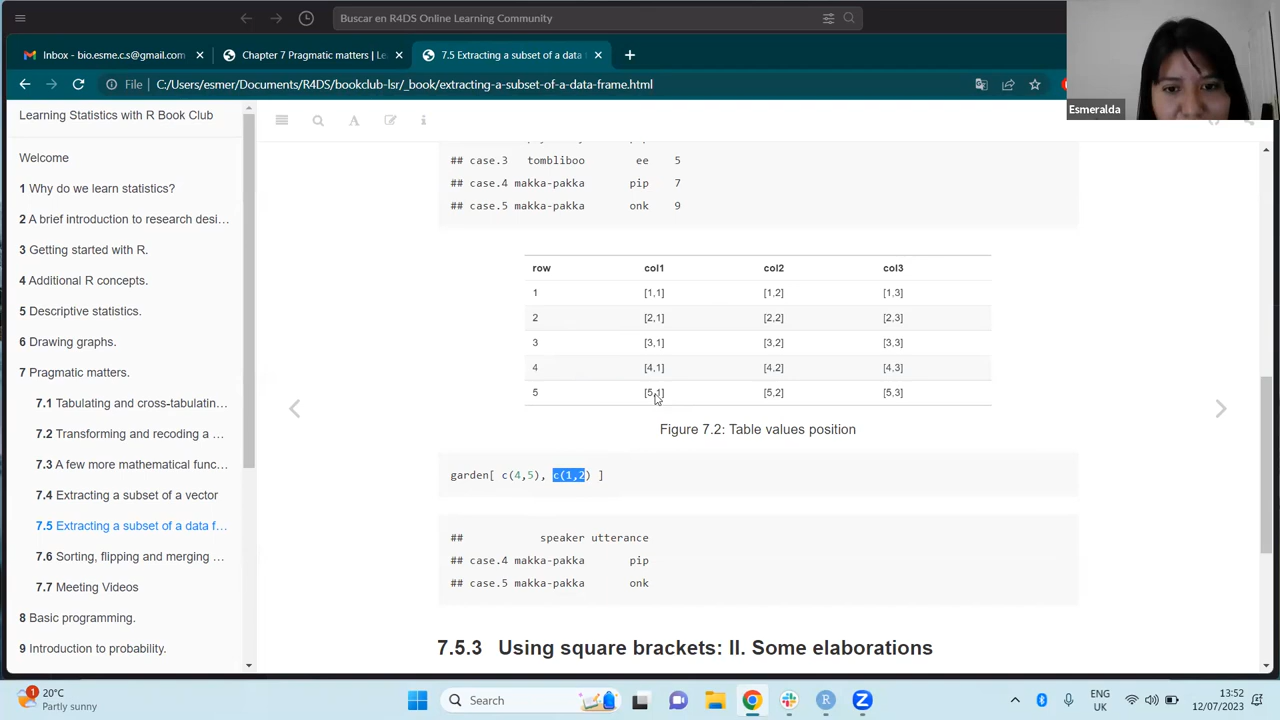 Buscar en R4DS Online Learning Community
Inbox - bio.esme.c.s@gmail.com
Chapter 7 Pragmatic matters | Le
7.5 Extracting a subset of a data
File
C:/Users/esmer/Documents/R4DS/bookclub-lsr/_book/extracting-a-subset-of-a-data-frame.html
Esmeralda
Learning Statistics with R Book Club
Welcome
1 Why do we learn statistics?
2 A brief introduction to research desi...
3 Getting started with R.
4 Additional R concepts.
5 Descriptive statistics.
6 Drawing graphs.
7 Pragmatic matters.
7.1 Tabulating and cross-tabulatin...
7.2 Transforming and recoding a ...
7.3 A few more mathematical func...
7.4 Extracting a subset of a vector
7.5 Extracting a subset of a data f...
7.6 Sorting, flipping and merging ...
7.7 Meeting Videos
8 Basic programming.
9 Introduction to probability.
## case.3 tombliboo ee 5
## case.4 makka-pakka pip 7
## case.5 makka-pakka onk 9
row col1 col2 col3
1 [1,1] [1,2] [1,3]
2 [2,1] [2,2] [2,3]
3 [3,1] [3,2] [3,3]
4 [4,1] [4,2] [4,3]
5 [5,1] [5,2] [5,3]
Figure 7.2: Table values position
garden[ c(4,5), c(1,2) ]
## speaker utterance
## case.4 makka-pakka pip
## case.5 makka-pakka onk
7.5.3 Using square brackets: II. Some elaborations
1
20°C
Partly sunny
Search
ENG
UK
13:52
12/07/2023